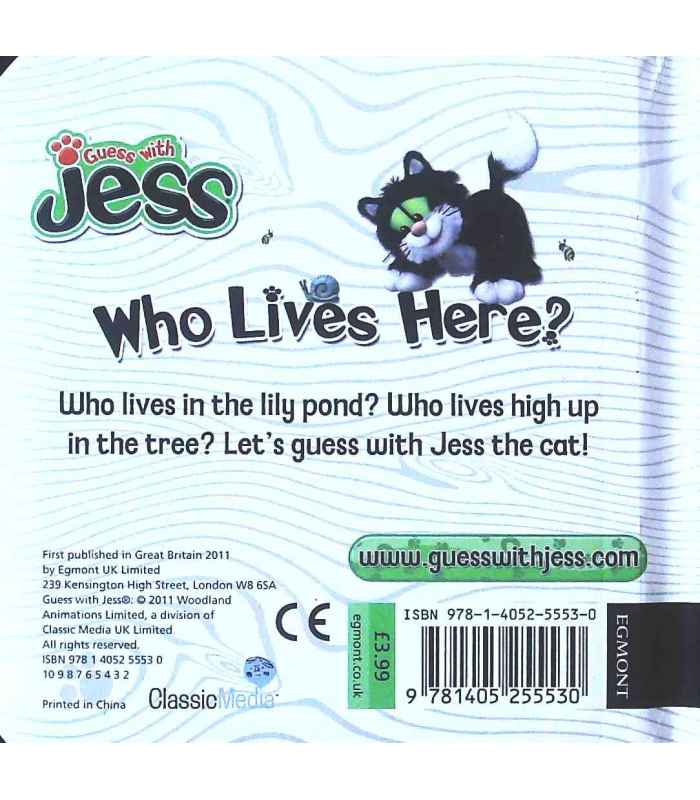 Guess with
Jess
Who Lives Here?
Who lives in the lily pond? Who lives high up
in the tree? Let's guess with Jess the cat!
www.guesswithjess.com
First published in Great Britain 2011
by Egmont UK Limited
239 Kensington High Street, London W8 6SA
Guess with Jess®: © 2011 Woodland
Animations Limited, a division of
Classic Media UK Limited
All rights reserved.
ISBN 978 1 4052 5553 0
10 9 8 7 6 5 4 3 2
Printed in China
ClassicMedia
CE
egmont.co.uk
£3.99
ISBN 978-1-4052-5553-0
9 781405 255530
EGMONT